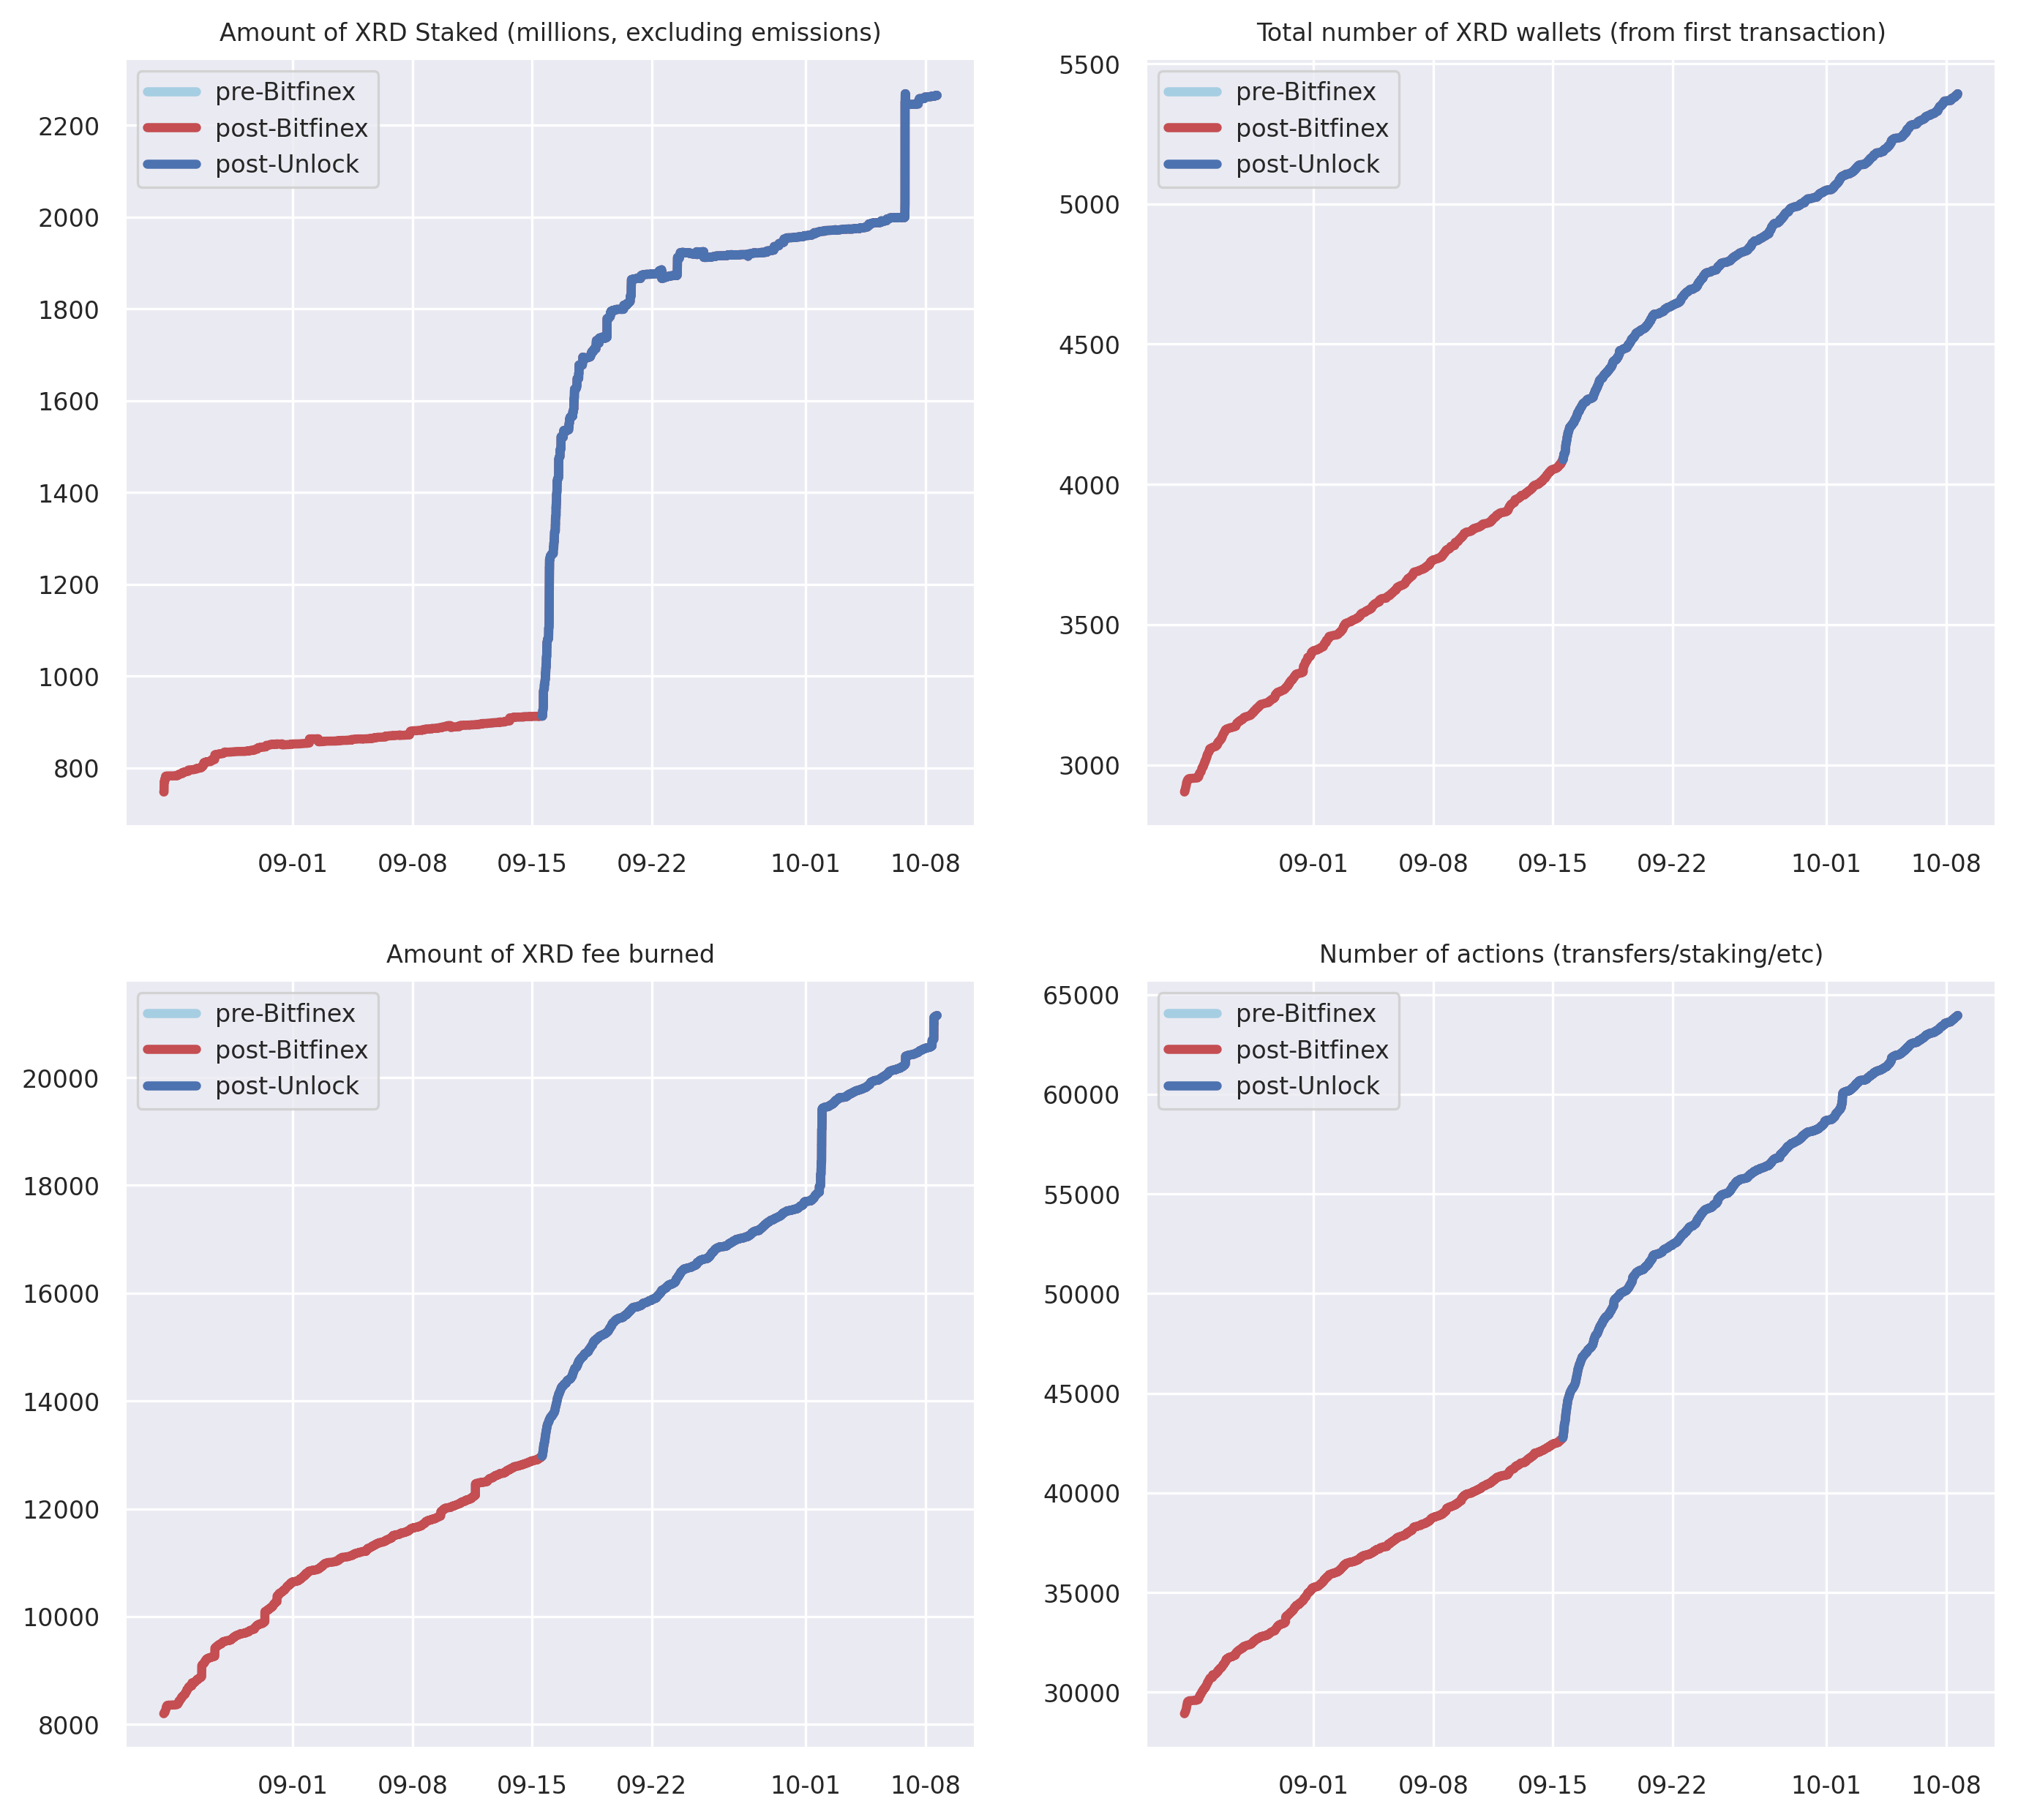 Amount of XRD Staked (millions, excluding emissions)
pre-Bitfinex
post-Bitfinex
post-Unlock
2200
2000
1800
1600
1400
1200
1000
800
09-01 09-08 09-15 09-22 10-01 10-08
Total number of XRD wallets (from first transaction)
pre-Bitfinex
post-Bitfinex
post-Unlock
5500
5000
4500
4000
3500
3000
09-01 09-08 09-15 09-22 10-01 10-08
Amount of XRD fee burned
pre-Bitfinex
post-Bitfinex
post-Unlock
20000
18000
16000
14000
12000
10000
8000
09-01 09-08 09-15 09-22 10-01 10-08
Number of actions (transfers/staking/etc)
pre-Bitfinex
post-Bitfinex
post-Unlock
65000
60000
55000
50000
45000
40000
35000
30000
09-01 09-08 09-15 09-22 10-01 10-08